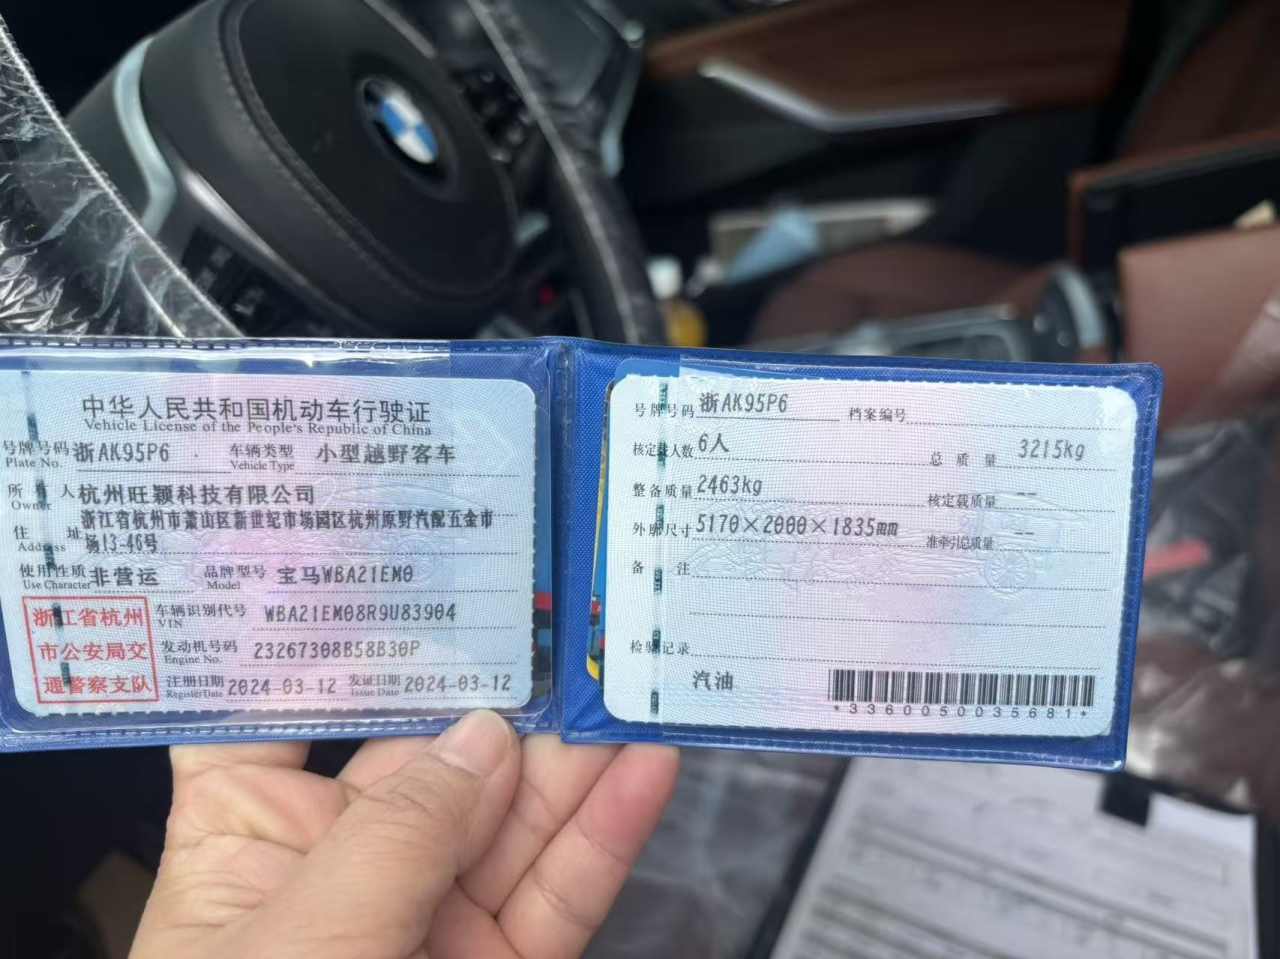 中华人民共和国机动车行驶证
Vehicle License of the People's Republic of China
号牌号码 浙AK95P6 车辆类型 小型越野客车
Plate No. Vehicle Type
所有人 杭州旺颖科技有限公司
Owner
住址 浙江省杭州市萧山区新世纪市场园区杭州原野汽配五金市
Address 场13-46号
使用性质 非营运 品牌型号 宝马WBA21EM0
Use Character Model
浙江省杭州
市公安局交
通警察支队
车辆识别代号 WBA21EM08R9U83904
VIN
发动机号码 23267308B58B30P
Engine No.
注册日期 2024-03-12 发证日期 2024-03-12
Register Date Issue Date
号牌号码 浙AK95P6 档案编号
核定载人数 6人 总质量 3215kg
整备质量 2463kg 核定载质量 --
外廓尺寸 5170×2000×1835mm 准牵引总质量 --
备注
检验记录
汽油
*3360050035681*